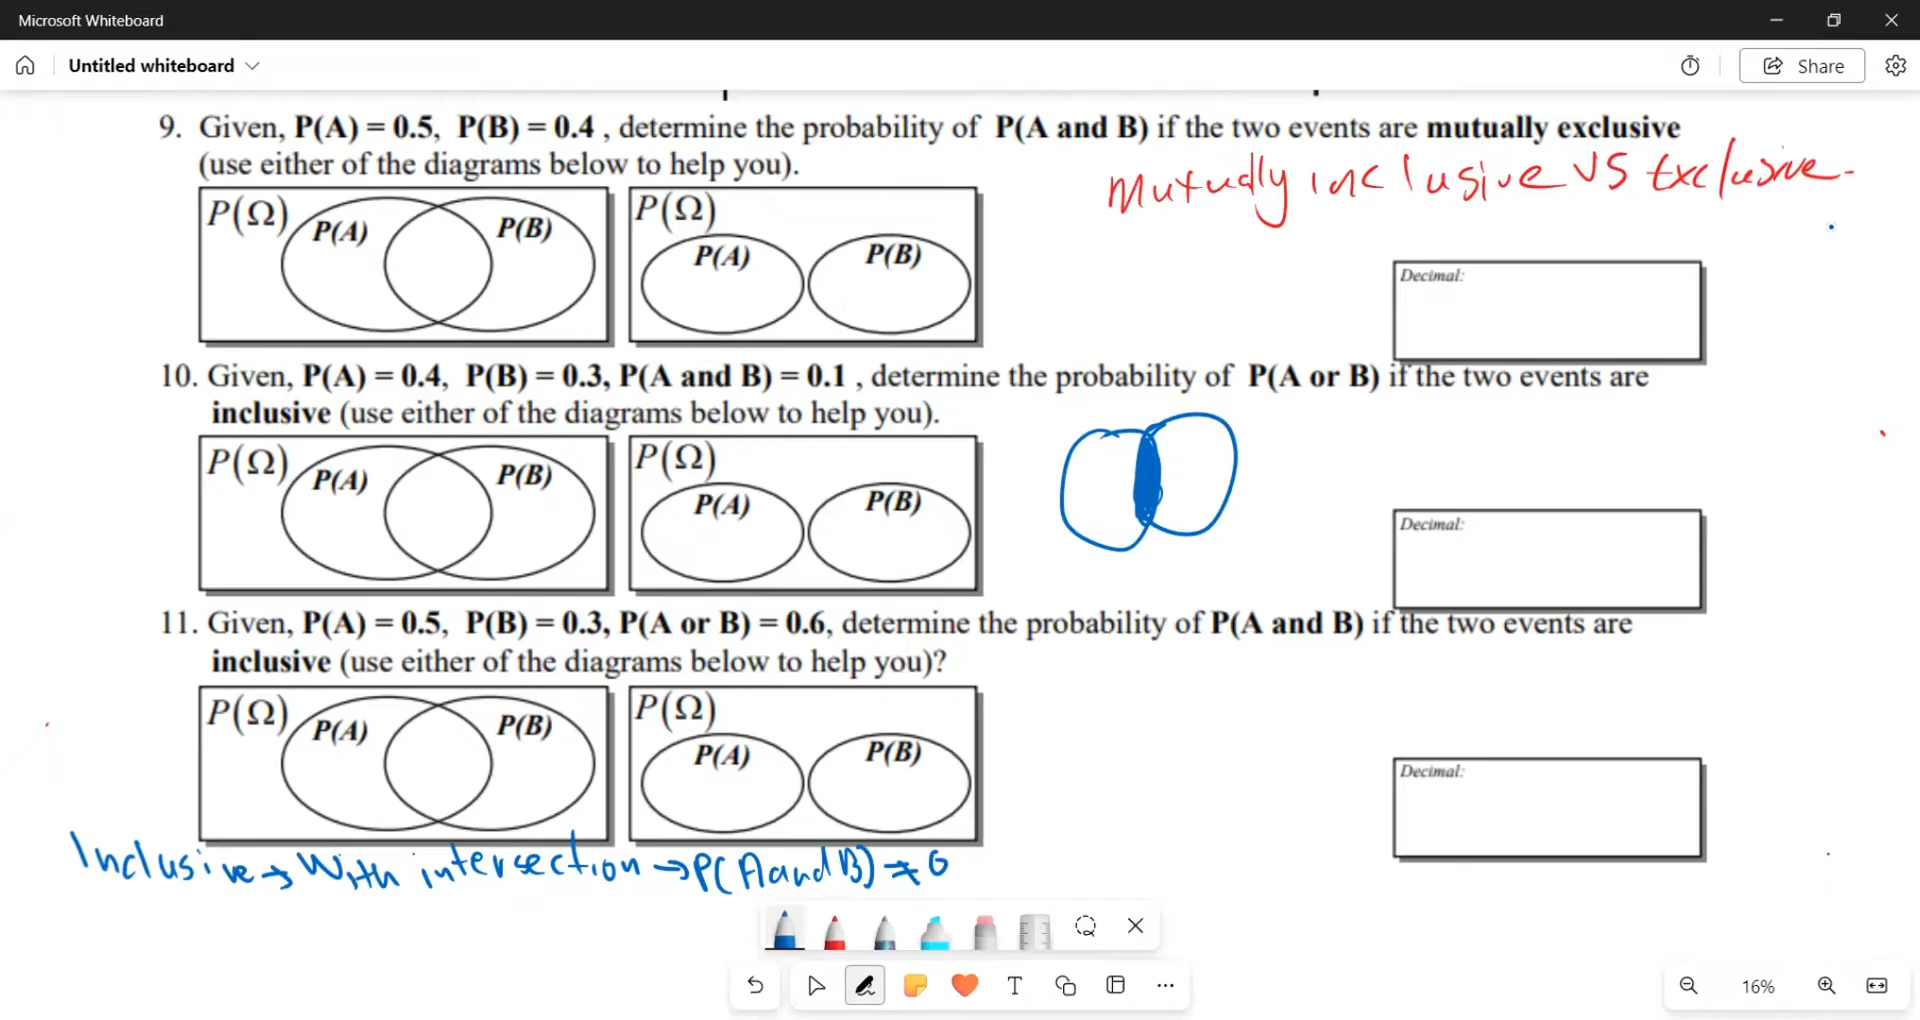 Microsoft Whiteboard
Untitled whiteboard
Share
9. Given, P(A) = 0.5, P(B) = 0.4 , determine the probability of P(A and B) if the two events are mutually exclusive
(use either of the diagrams below to help you).
Mutually inclusive VS Exclusive.
P(Ω) P(A) P(B)
P(Ω) P(A) P(B)
Decimal:
10. Given, P(A) = 0.4, P(B) = 0.3, P(A and B) = 0.1 , determine the probability of P(A or B) if the two events are
inclusive (use either of the diagrams below to help you).
P(Ω) P(A) P(B)
P(Ω) P(A) P(B)
Decimal:
11. Given, P(A) = 0.5, P(B) = 0.3, P(A or B) = 0.6, determine the probability of P(A and B) if the two events are
inclusive (use either of the diagrams below to help you)?
P(Ω) P(A) P(B)
P(Ω) P(A) P(B)
Decimal:
Inclusive → With intersection → P(A and B) ≠ 0
16%